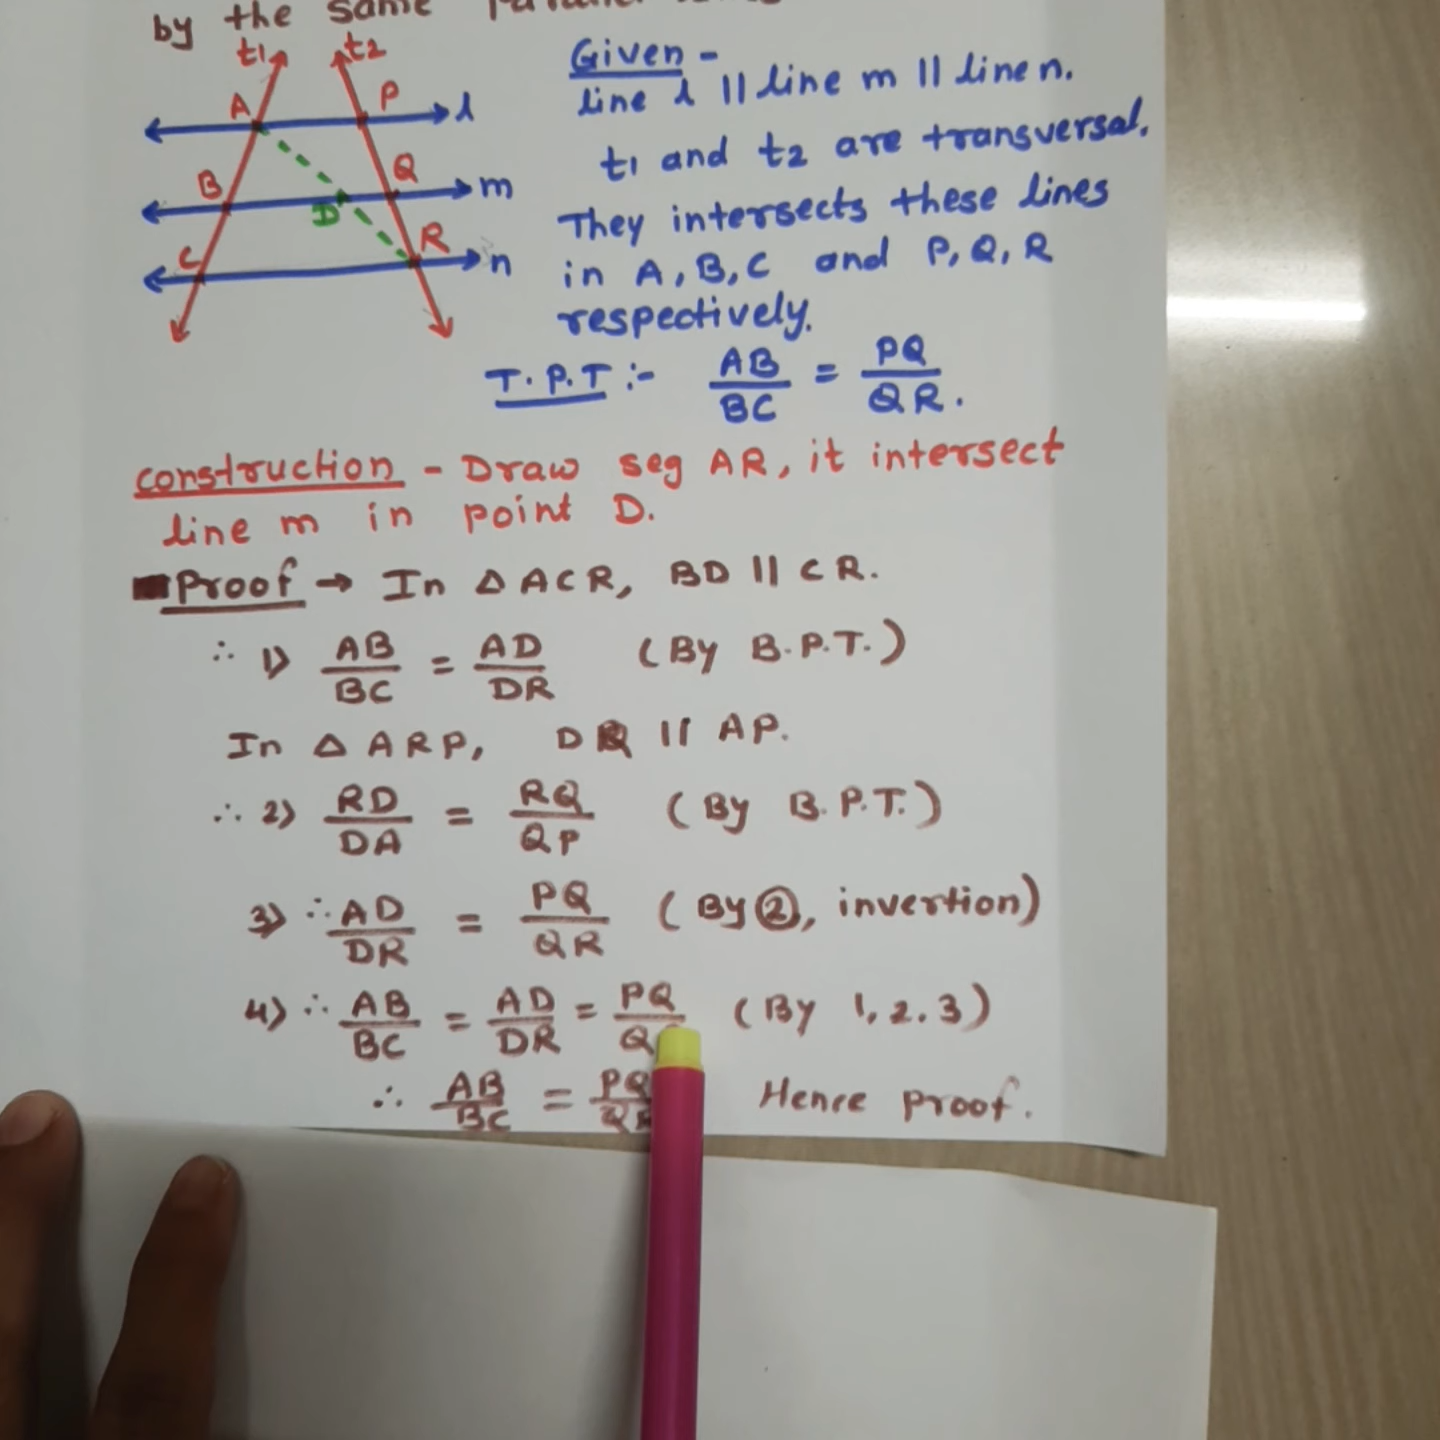 by the same
t1 t2
A P l
B Q m
D
C R n
Given -
line l || line m || line n.
t1 and t2 are transversal.
They intersects these lines
in A, B, C and P, Q, R
respectively.
T.P.T :- AB/BC = PQ/QR.
construction - Draw seg AR, it intersect
line m in point D.
Proof → In △ ACR, BD || CR.
∴ 1) AB/BC = AD/DR (By B.P.T.)
In △ ARP, DQ || AP.
∴ 2) RD/DA = RQ/QP (By B.P.T.)
3) ∴ AD/DR = PQ/QR (By ②, invertion)
4) ∴ AB/BC = AD/DR = PQ/Q (By 1, 2. 3)
∴ AB/BC = PQ/QR Hence proof.